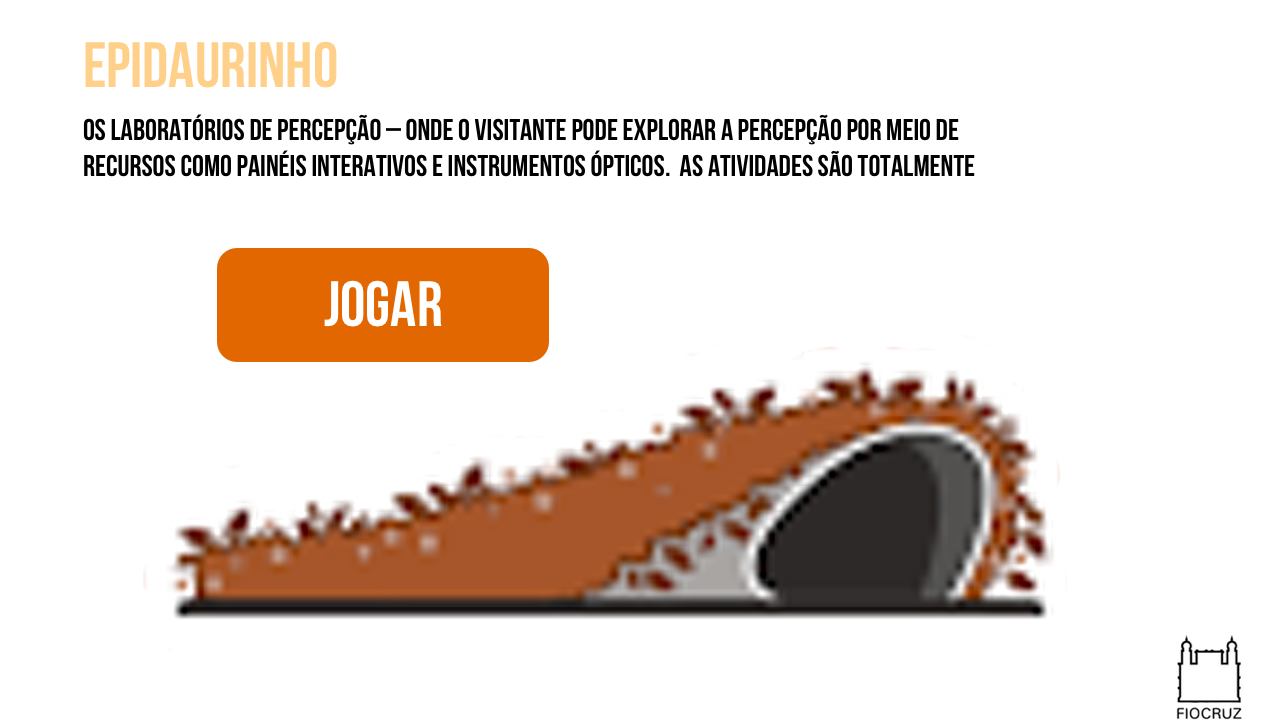 EPIDAURINHO
OS LABORATÓRIOS DE PERCEPÇÃO – ONDE O VISITANTE PODE EXPLORAR A PERCEPÇÃO POR MEIO DE
RECURSOS COMO PAINÉIS INTERATIVOS E INSTRUMENTOS ÓPTICOS. AS ATIVIDADES SÃO TOTALMENTE
JOGAR
FIOCRUZ